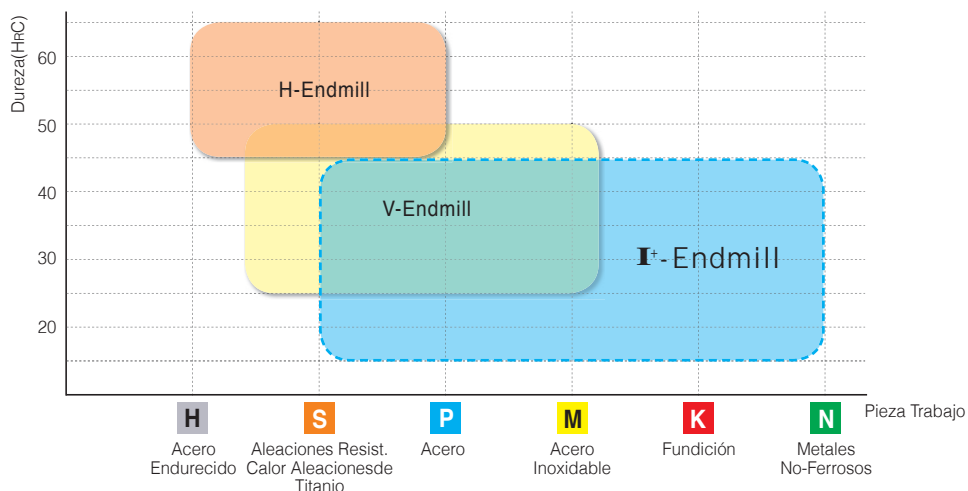 Dureza(HRC)
60
50
40
30
20
H-Endmill
V-Endmill
I+-Endmill
H
S
P
M
K
N
Pieza Trabajo
Acero
Endurecido
Aleaciones Resist.
Calor Aleacionesde
Titanio
Acero
Acero
Inoxidable
Fundición
Metales
No-Ferrosos